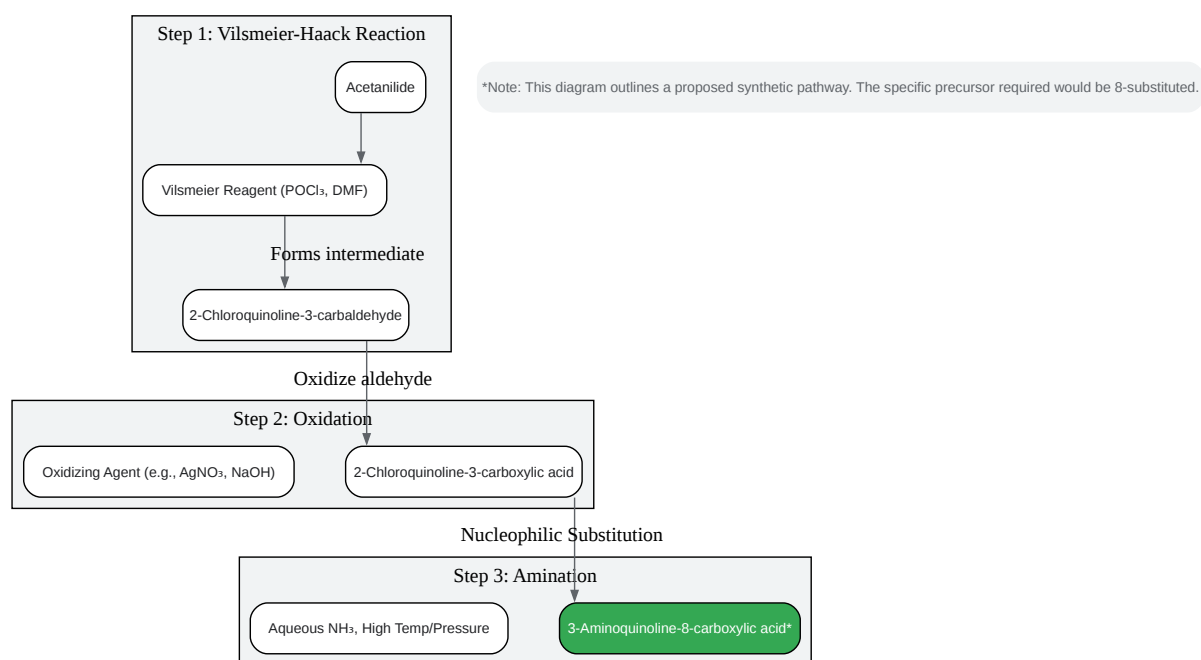 Step 1: Vilsmeier-Haack Reaction
Acetanilide
*Note: This diagram outlines a proposed synthetic pathway. The specific precursor required would be 8-substituted.
Vilsmeier Reagent (POCl₃, DMF)
Forms intermediate
2-Chloroquinoline-3-carbaldehyde
Oxidize aldehyde
Step 2: Oxidation
Oxidizing Agent (e.g., AgNO₃, NaOH)
2-Chloroquinoline-3-carboxylic acid
Nucleophilic Substitution
Step 3: Amination
Aqueous NH₃, High Temp/Pressure
3-Aminoquinoline-8-carboxylic acid*